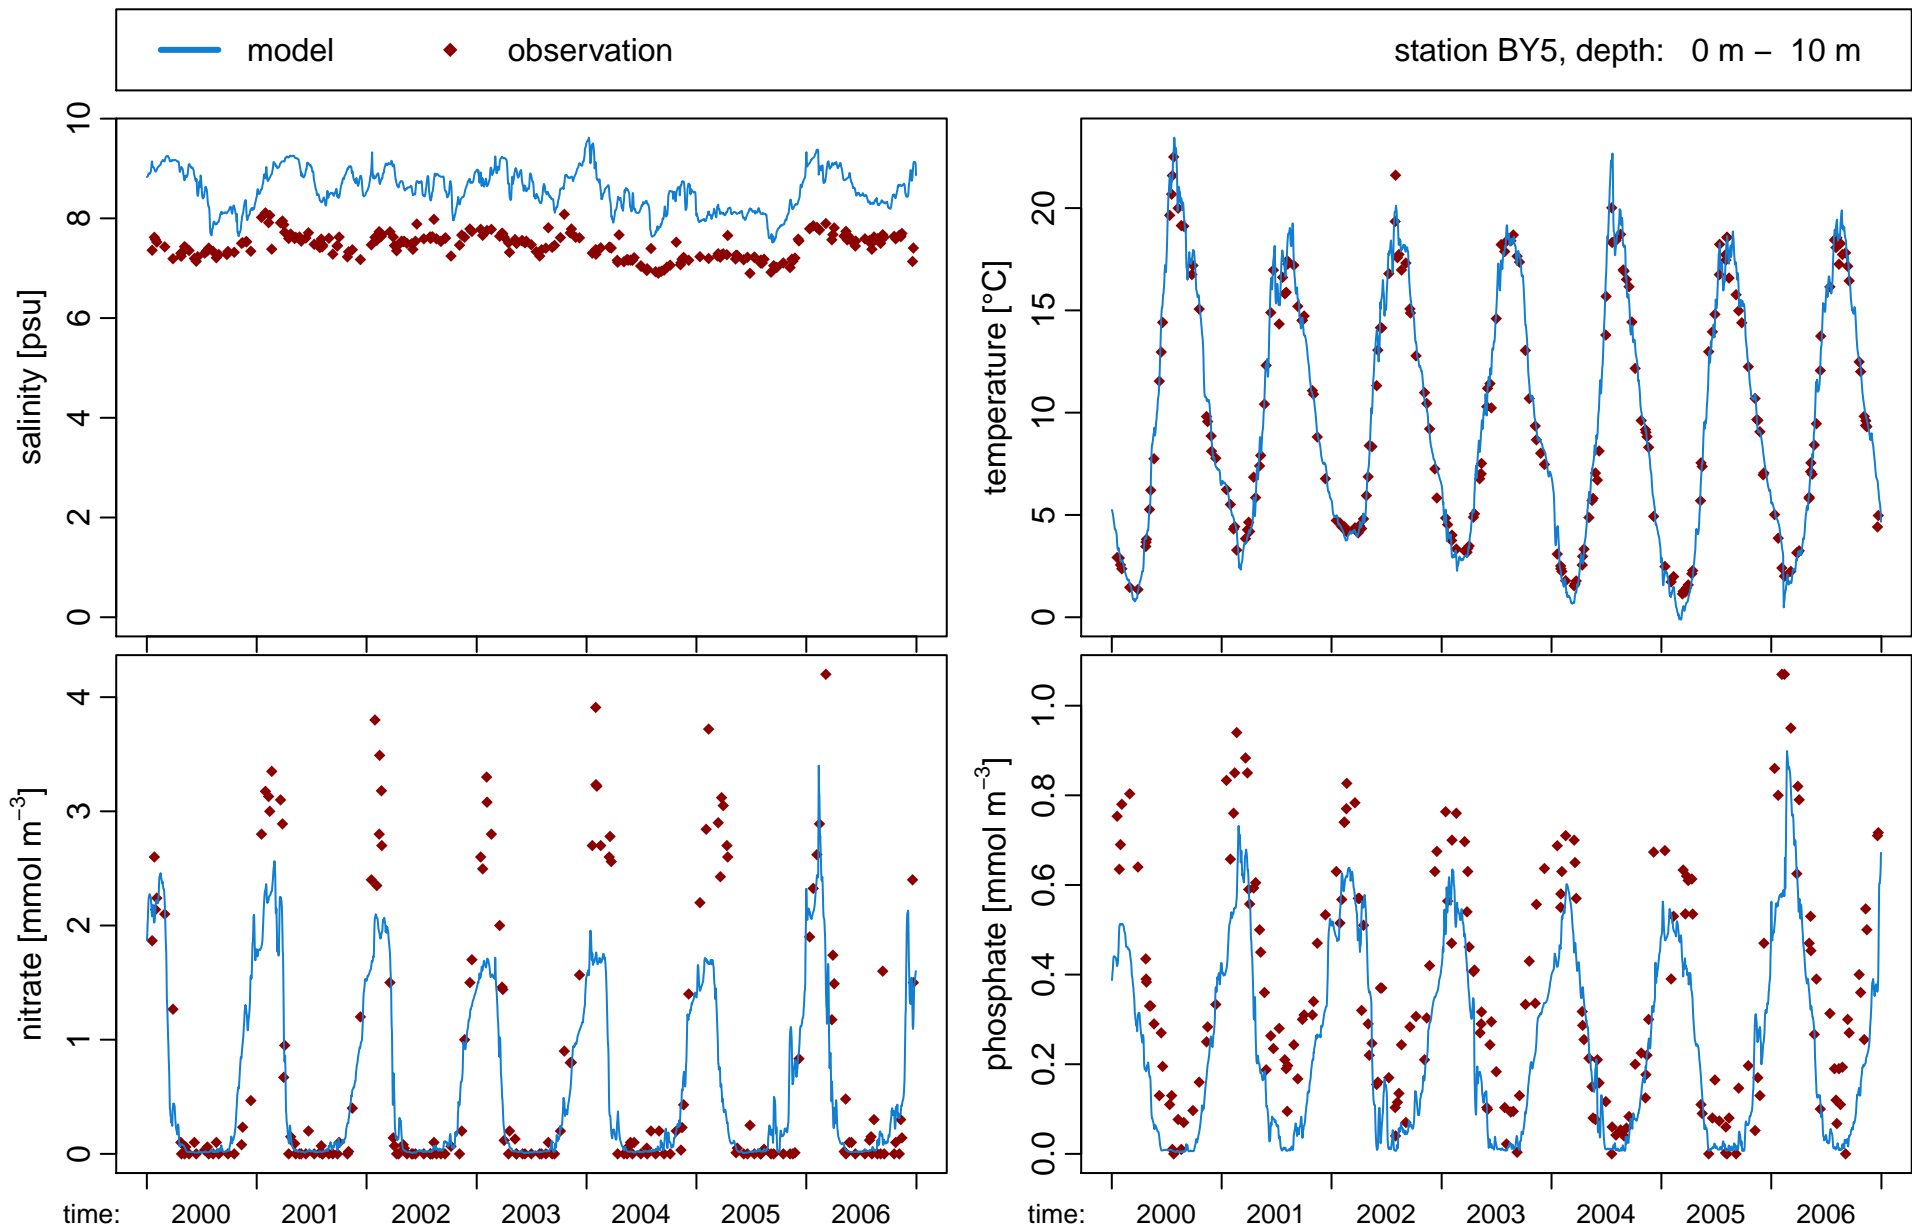 model observation station BY5, depth: 0 m – 10 m
salinity [psu]
0 2 4 6 8 10
temperature [°C]
0 5 10 15 20
nitrate [mmol m⁻³]
0 1 2 3 4
phosphate [mmol m⁻³]
0.0 0.2 0.4 0.6 0.8 1.0
time: 2000 2001 2002 2003 2004 2005 2006
time: 2000 2001 2002 2003 2004 2005 2006